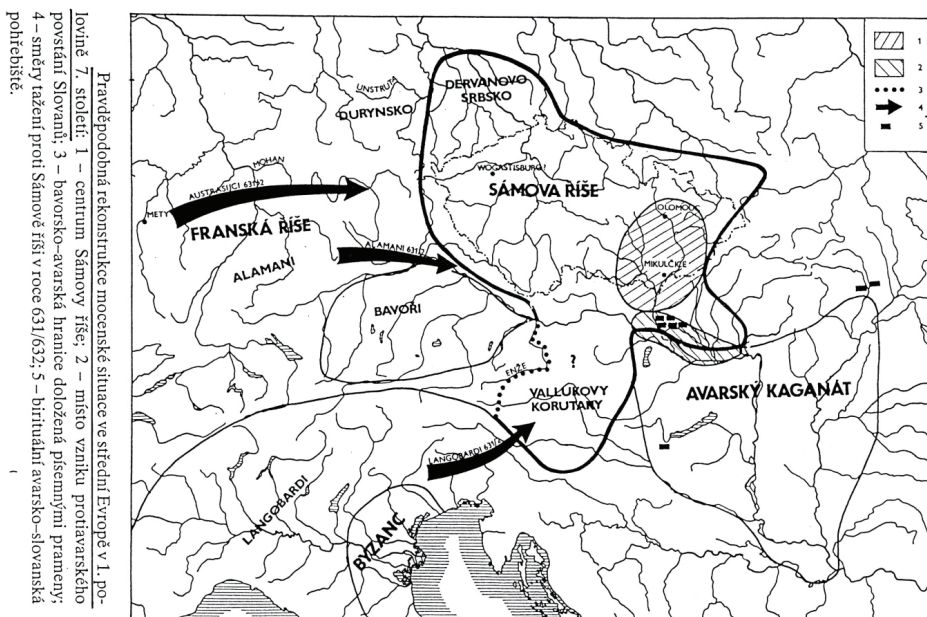 Pravděpodobná rekonstrukce mocenské situace ve střední Evropě v 1. po-
lovině 7. století: 1 – centrum Sámovy říše; 2 – místo vzniku protiavarského
povstání Slovanů; 3 – bavorsko-avarská hranice doložená písemnými prameny;
4 – směry tažení proti Sámově říši v roce 631/632; 5 – birituální avarsko-slovanská
pohřebiště.
1
2
3
4
5
UNSTRUTA
DURYNSKO
DERVANOVO
SRBSKO
WOGASTISBURG?
SÁMOVA ŘÍŠE
OLOMOUC
MIKULČICE
METY
MOHAN
AUSTRASIJCI 631/2
FRANSKÁ ŘÍŠE
ALAMANI
ALAMANI 631/2
BAVOŘI
ENŽE
?
VALLUKOVY
KORUTANY
AVARSKÝ KAGANÁT
LANGOBARDI 631/2
LANGOBARDI
BYZANC